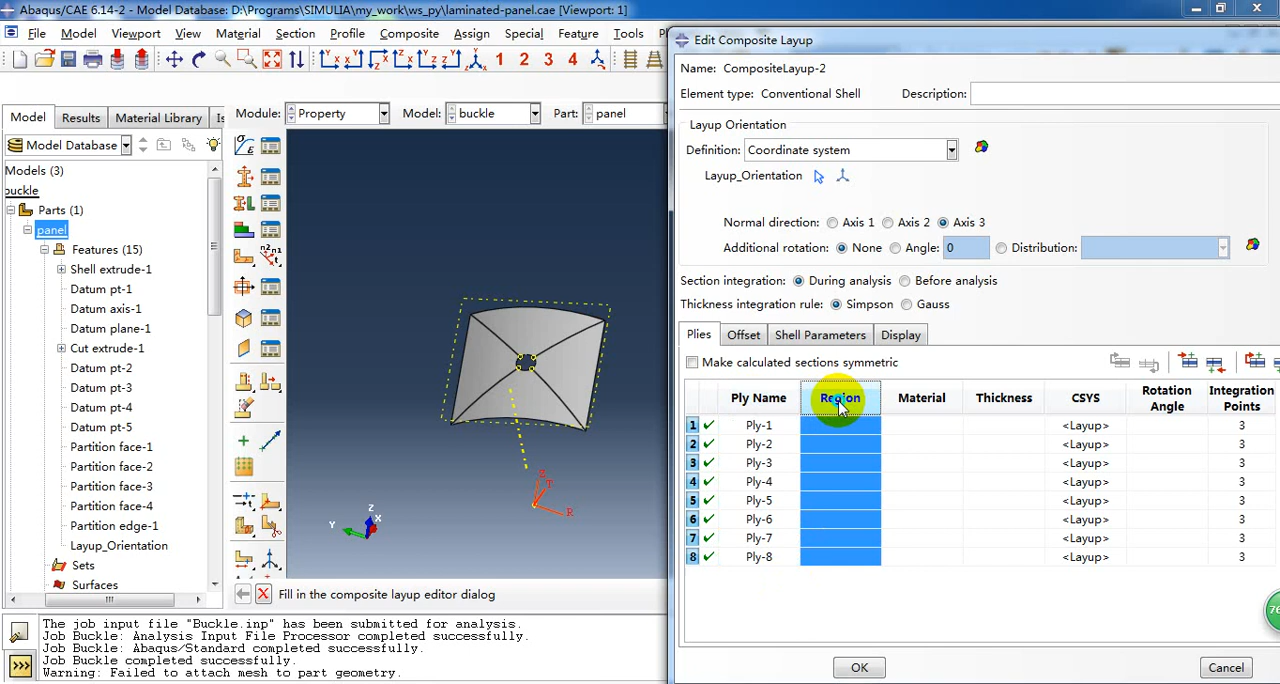 Abaqus/CAE 6.14-2 - Model Database: D:\Programs\SIMULIA\my_work\ws_py\laminated-panel.cae [Viewport: 1]
File Model Viewport View Material Section Profile Composite Assign Special Feature Tools
1 2 3 4
Model Results Material Library
Module: Property Model: buckle Part: panel
Model Database
Models (3)
buckle
Parts (1)
panel
Features (15)
Shell extrude-1
Datum pt-1
Datum axis-1
Datum plane-1
Cut extrude-1
Datum pt-2
Datum pt-3
Datum pt-4
Datum pt-5
Partition face-1
Partition face-2
Partition face-3
Partition face-4
Partition edge-1
Layup_Orientation
Sets
Surfaces
Z
T
R
Z
Y
X
Fill in the composite layup editor dialog
The job input file "Buckle.inp" has been submitted for analysis.
Job Buckle: Analysis Input File Processor completed successfully.
Job Buckle: Abaqus/Standard completed successfully.
Job Buckle completed successfully.
Warning: Failed to attach mesh to part geometry.
Edit Composite Layup
Name: CompositeLayup-2
Element type: Conventional Shell Description:
Layup Orientation
Definition: Coordinate system
Layup_Orientation
Normal direction: Axis 1 Axis 2 Axis 3
Additional rotation: None Angle: 0 Distribution:
Section integration: During analysis Before analysis
Thickness integration rule: Simpson Gauss
Plies Offset Shell Parameters Display
Make calculated sections symmetric
Ply Name Region Material Thickness CSYS Rotation Angle Integration Points
1 Ply-1 <Layup> 3
2 Ply-2 <Layup> 3
3 Ply-3 <Layup> 3
4 Ply-4 <Layup> 3
5 Ply-5 <Layup> 3
6 Ply-6 <Layup> 3
7 Ply-7 <Layup> 3
8 Ply-8 <Layup> 3
76
OK Cancel